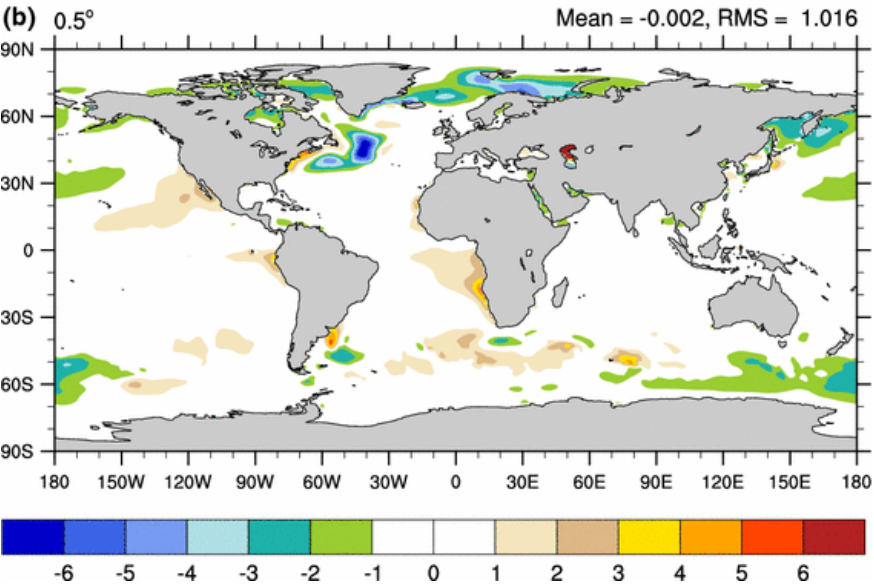 (b) 0.5° Mean = -0.002, RMS = 1.016
90N
60N
30N
0
30S
60S
90S
180 150W 120W 90W 60W 30W 0 30E 60E 90E 120E 150E 180
-6 -5 -4 -3 -2 -1 0 1 2 3 4 5 6